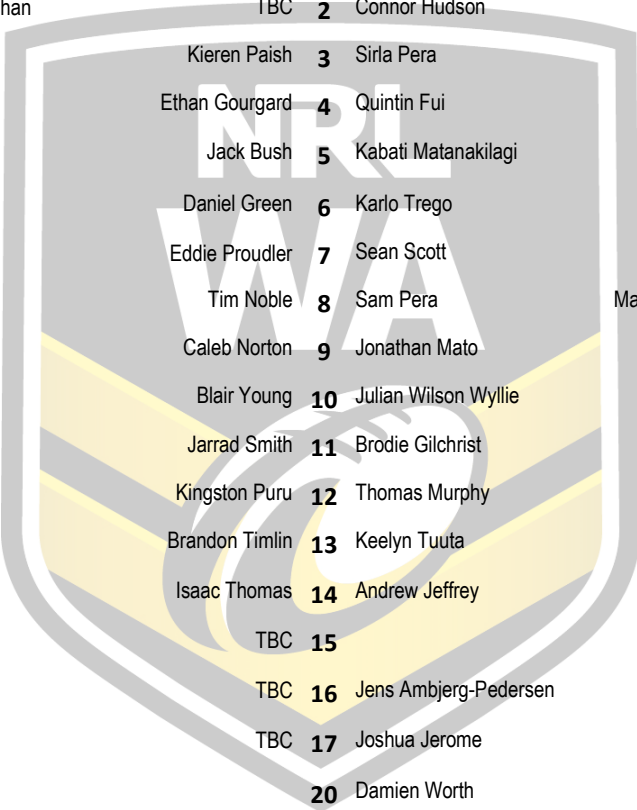 han TBC 2 Connor Hudson
Kieren Paish 3 Sirla Pera
Ethan Gourgard 4 Quintin Fui
Jack Bush 5 Kabati Matanakilagi
Daniel Green 6 Karlo Trego
Eddie Proudler 7 Sean Scott
Tim Noble 8 Sam Pera Ma
Caleb Norton 9 Jonathan Mato
Blair Young 10 Julian Wilson Wyllie
Jarrad Smith 11 Brodie Gilchrist
Kingston Puru 12 Thomas Murphy
Brandon Timlin 13 Keelyn Tuuta
Isaac Thomas 14 Andrew Jeffrey
TBC 15
TBC 16 Jens Ambjerg-Pedersen
TBC 17 Joshua Jerome
20 Damien Worth
NRL
WA